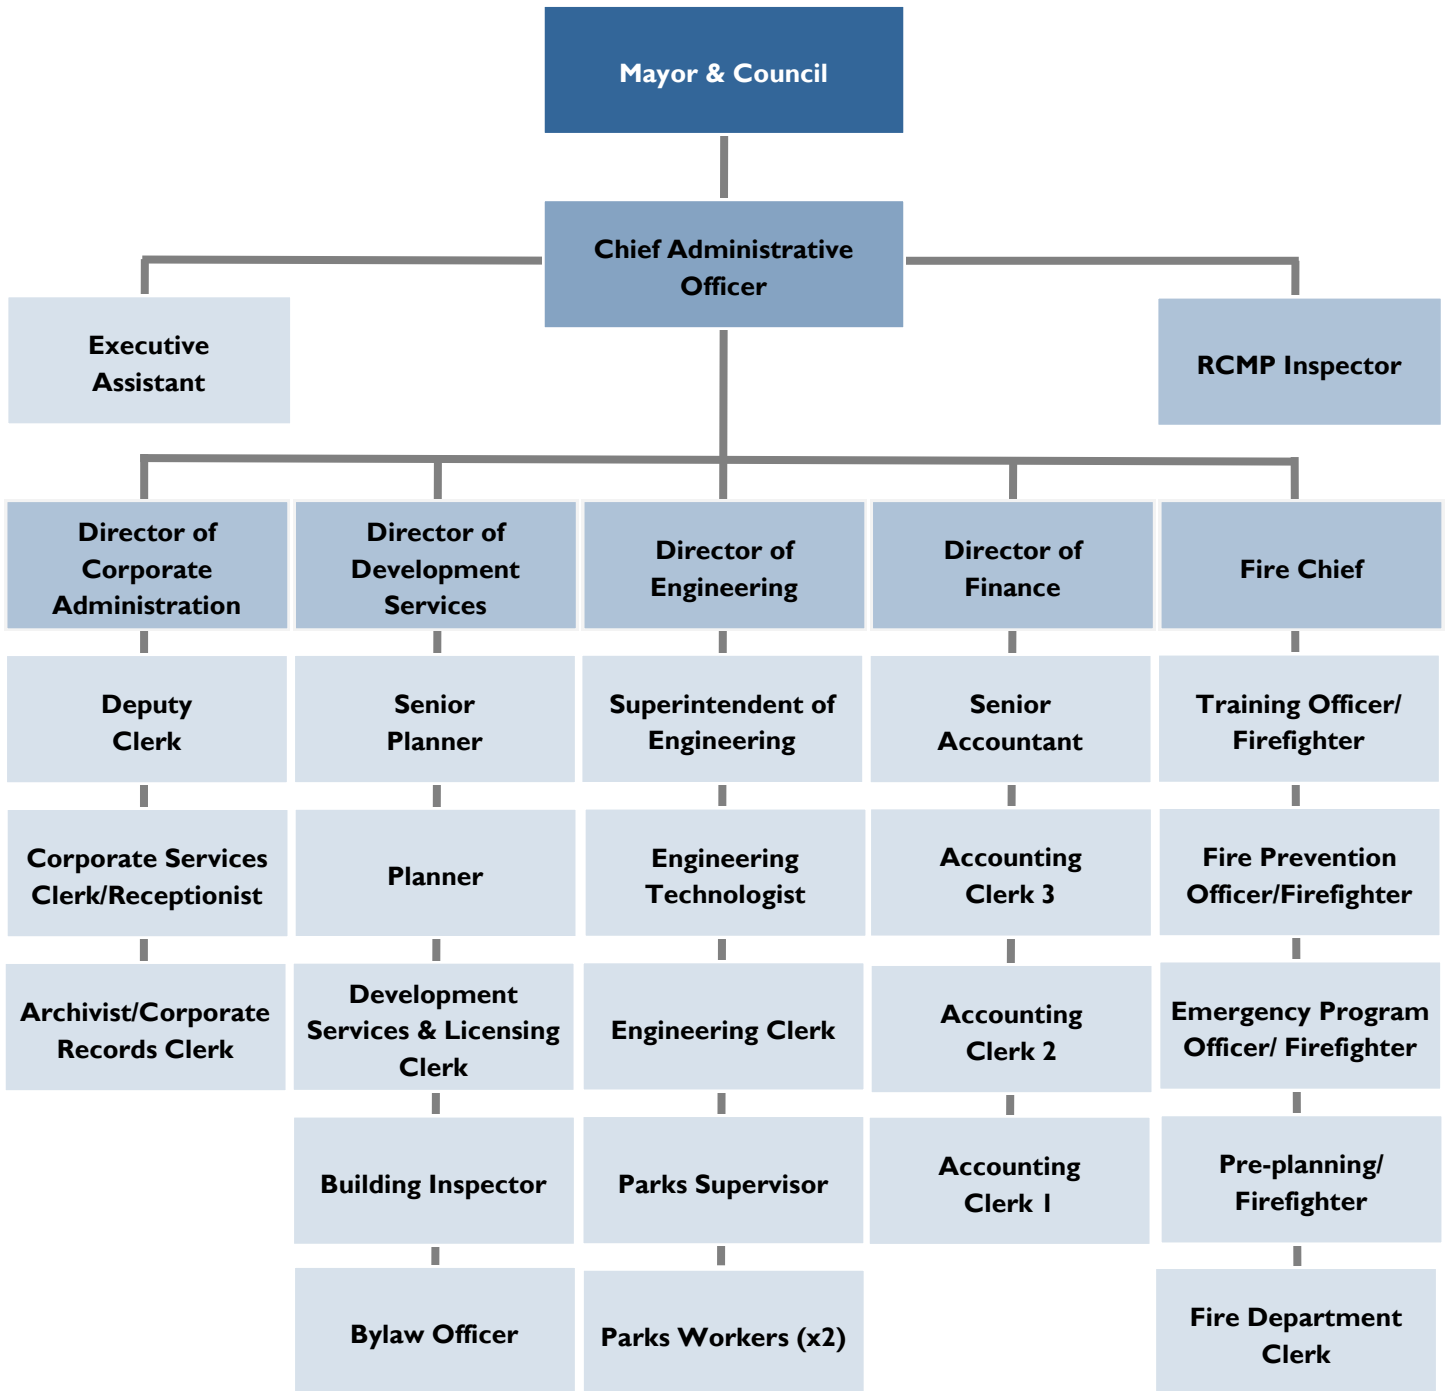 Mayor & Council
Chief Administrative
Officer
Executive
Assistant
RCMP Inspector
Director of
Corporate
Administration
Director of
Development
Services
Director of
Engineering
Director of
Finance
Fire Chief
Deputy
Clerk
Senior
Planner
Superintendent of
Engineering
Senior
Accountant
Training Officer/
Firefighter
Corporate Services
Clerk/Receptionist
Planner
Engineering
Technologist
Accounting
Clerk 3
Fire Prevention
Officer/Firefighter
Archivist/Corporate
Records Clerk
Development
Services & Licensing
Clerk
Engineering Clerk
Accounting
Clerk 2
Emergency Program
Officer/ Firefighter
Building Inspector
Parks Supervisor
Accounting
Clerk 1
Pre-planning/
Firefighter
Bylaw Officer
Parks Workers (x2)
Fire Department
Clerk